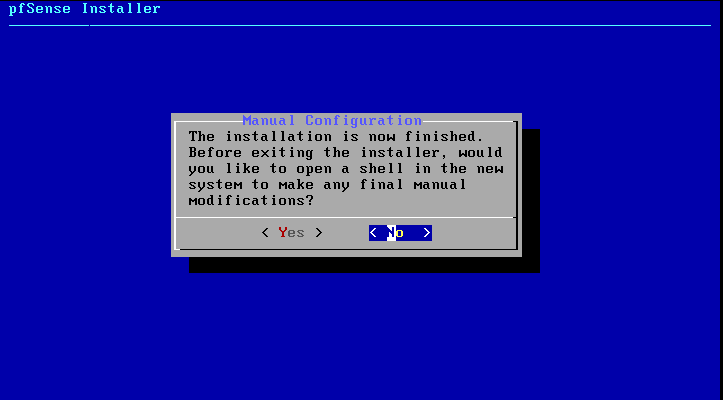 pfSense Installer
Manual Configuration
The installation is now finished.
Before exiting the installer, would
you like to open a shell in the new
system to make any final manual
modifications?
< Yes > < No >